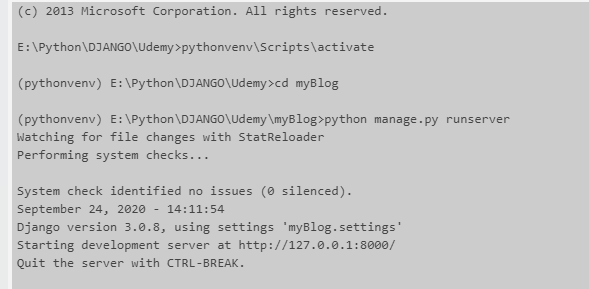 (c) 2013 Microsoft Corporation. All rights reserved.
E:\Python\DJANGO\Udemy>pythonvenv\Scripts\activate
(pythonvenv) E:\Python\DJANGO\Udemy>cd myBlog
(pythonvenv) E:\Python\DJANGO\Udemy\myBlog>python manage.py runserver
Watching for file changes with StatReloader
Performing system checks...
System check identified no issues (0 silenced).
September 24, 2020 - 14:11:54
Django version 3.0.8, using settings 'myBlog.settings'
Starting development server at http://127.0.0.1:8000/
Quit the server with CTRL-BREAK.